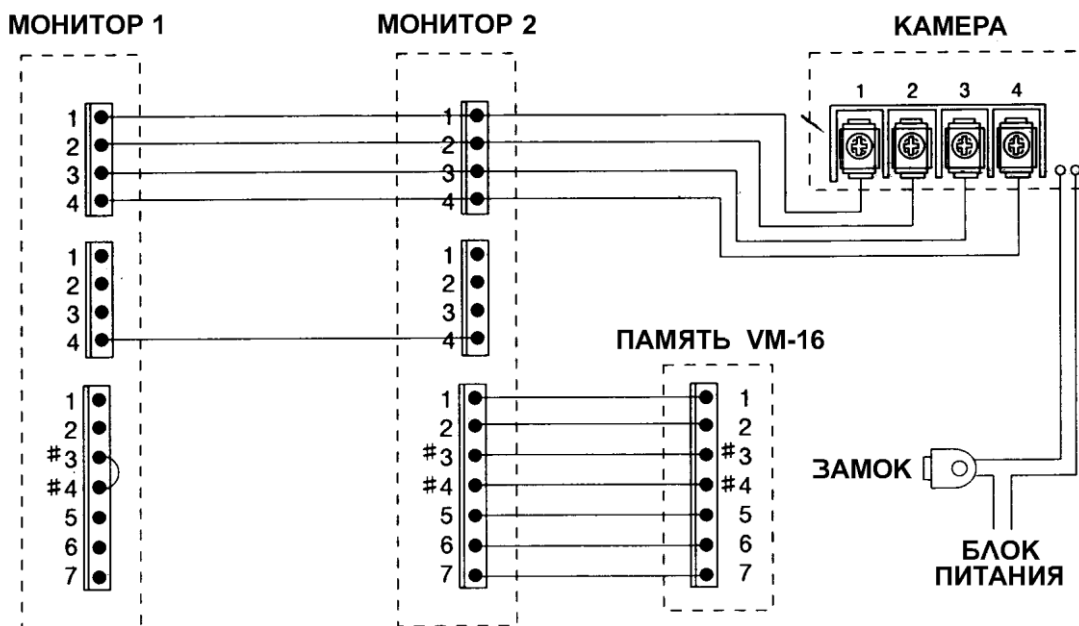 МОНИТОР 1
МОНИТОР 2
КАМЕРА
1 2 3 4
1 1
2 2
3 3
4 4
1 1
2 2
3 3
4 4
ПАМЯТЬ VM-16
1 1 1
2 2 2
#3 #3 #3
#4 #4 #4
5 5 5
6 6 6
7 7 7
ЗАМОК
БЛОК
ПИТАНИЯ